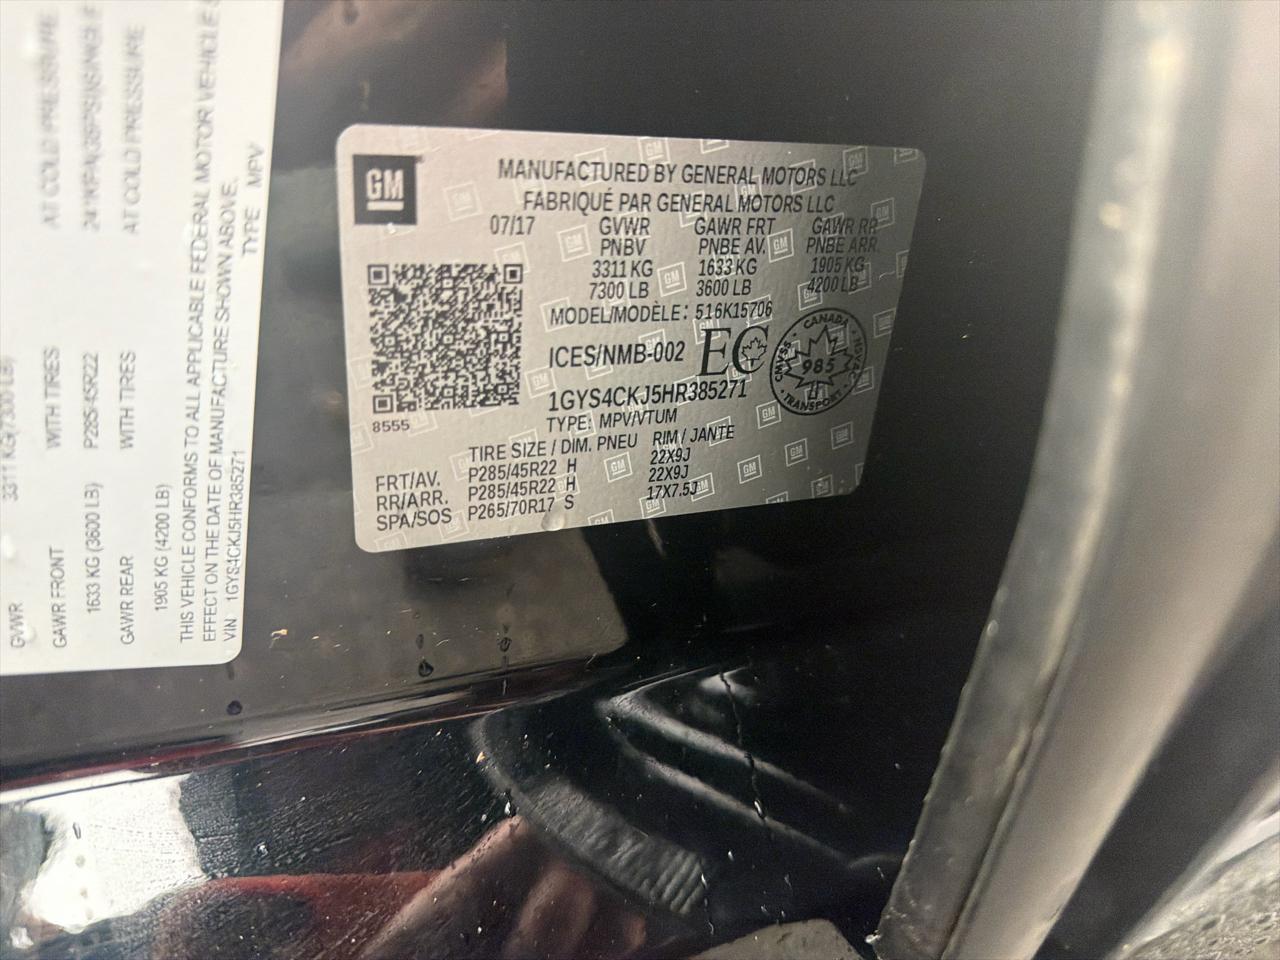 GM
MANUFACTURED BY GENERAL MOTORS LLC
FABRIQUÉ PAR GENERAL MOTORS LLC
07/17 GVWR GAWR FRT GAWR RR
PNBV PNBE AV. PNBE ARR.
3311 KG 1633 KG 1905 KG
7300 LB 3600 LB 4200 LB
MODEL/MODÈLE: 516K15706
ICES/NMB-002 EC
CANADA
CMVSS 985 NSVAC
TRANSPORT
1GYS4CKJ5HR385271
8555
TYPE: MPV/VTUM
TIRE SIZE / DIM. PNEU RIM / JANTE
FRT/AV. P285/45R22 H 22X9J
RR/ARR. P285/45R22 H 22X9J
SPA/SOS P265/70R17 S 17X7.5J
GVWR 3311 KG(7300 LB)
GAWR FRONT WITH TIRES AT COLD PRESSURE
1633 KG (3600 LB) P285/45R22
GAWR REAR WITH TIRES AT COLD PRESSURE
1905 KG (4200 LB)
THIS VEHICLE CONFORMS TO ALL APPLICABLE FEDERAL MOTOR VEHICLE
EFFECT ON THE DATE OF MANUFACTURE SHOWN ABOVE.
VIN 1GYS4CKJ5HR385271 TYPE MPV